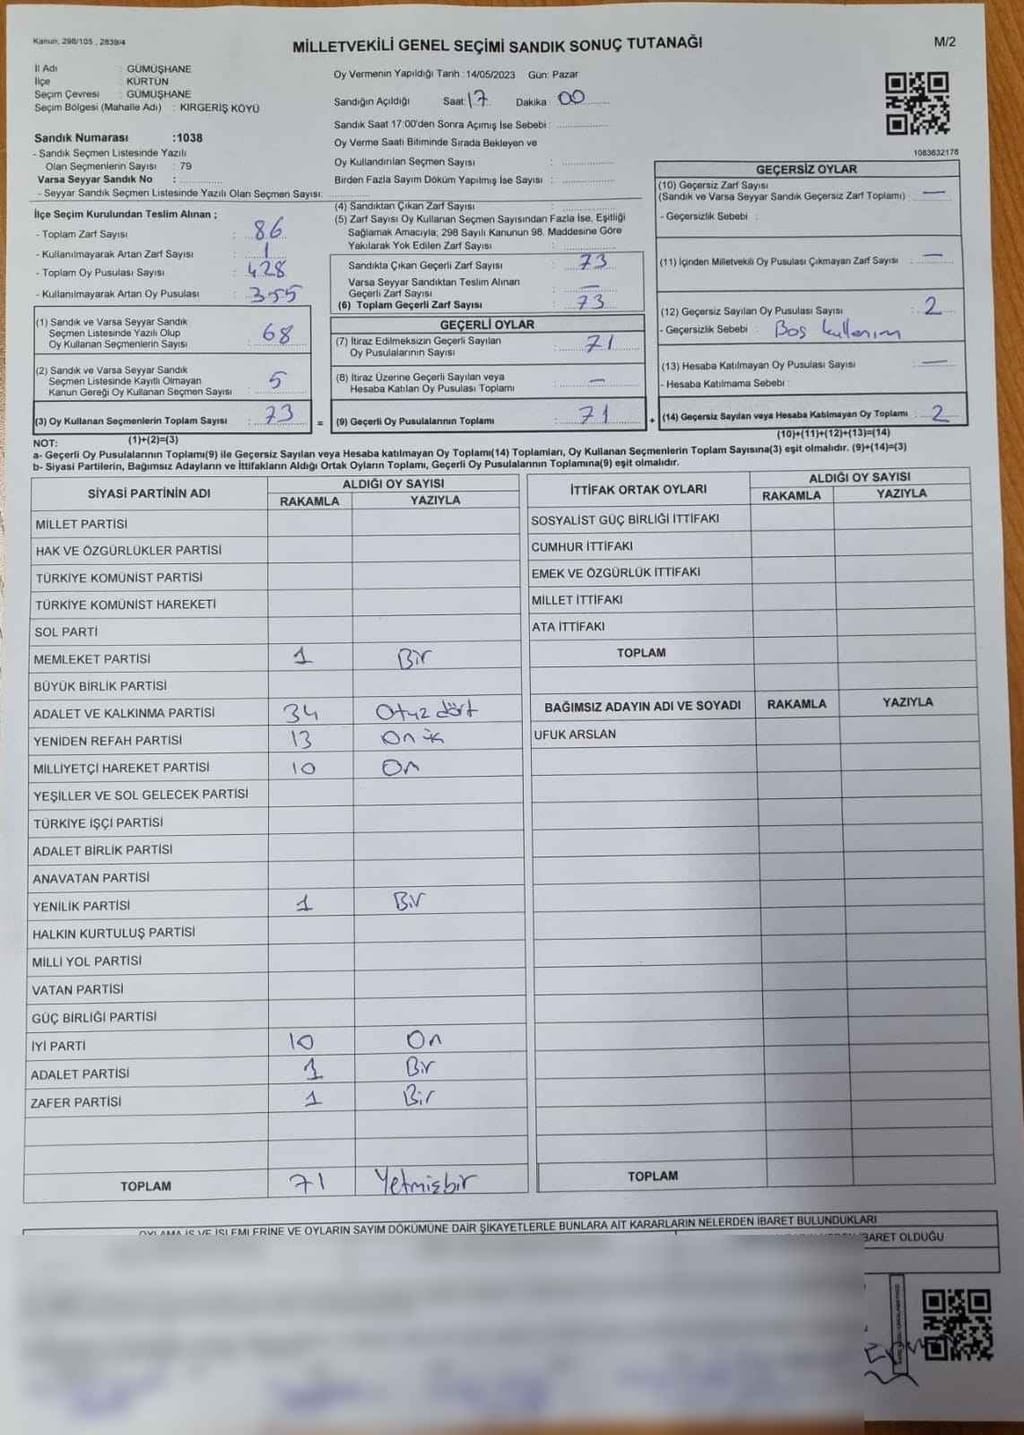 Kanun, 298/105 , 2839/4
MİLLETVEKİLİ GENEL SEÇİMİ SANDIK SONUÇ TUTANAĞI
M/2
İl Adı : GÜMÜŞHANE
İlçe : KÜRTÜN
Seçim Çevresi : GÜMÜŞHANE
Seçim Bölgesi (Mahalle Adı) : KIRGERİŞ KÖYÜ
Sandık Numarası :1038
- Sandık Seçmen Listesinde Yazılı
Olan Seçmenlerin Sayısı : 79
Varsa Seyyar Sandık No :
- Seyyar Sandık Seçmen Listesinde Yazılı Olan Seçmen Sayısı:
Oy Vermenin Yapıldığı Tarih : 14/05/2023 Gün: Pazar
Sandığın Açıldığı Saat 17 Dakika 00
Sandık Saat 17:00'den Sonra Açılmış İse Sebebi :
Oy Verme Saati Bitiminde Sırada Bekleyen ve
Oy Kullandırılan Seçmen Sayısı :
Birden Fazla Sayım Döküm Yapılmış İse Sayısı :
1083632178
İlçe Seçim Kurulundan Teslim Alınan ;
- Toplam Zarf Sayısı : 86
- Kullanılmayarak Artan Zarf Sayısı : 1
- Toplam Oy Pusulası Sayısı : 428
- Kullanılmayarak Artan Oy Pusulası : 355
(1) Sandık ve Varsa Seyyar Sandık
Seçmen Listesinde Yazılı Olup
Oy Kullanan Seçmenlerin Sayısı : 68
(2) Sandık ve Varsa Seyyar Sandık
Seçmen Listesinde Kayıtlı Olmayan
Kanun Gereği Oy Kullanan Seçmen Sayısı : 5
(3) Oy Kullanan Seçmenlerin Toplam Sayısı : 73
(1)+(2)=(3)
(4) Sandıktan Çıkan Zarf Sayısı :
(5) Zarf Sayısı Oy Kullanan Seçmen Sayısından Fazla İse, Eşitliği
Sağlamak Amacıyla; 298 Sayılı Kanunun 98. Maddesine Göre
Yakılarak Yok Edilen Zarf Sayısı :
Sandıkta Çıkan Geçerli Zarf Sayısı : 73
Varsa Seyyar Sandıktan Teslim Alınan
Geçerli Zarf Sayısı : —
(6) Toplam Geçerli Zarf Sayısı : 73
GEÇERLİ OYLAR
(7) İtiraz Edilmeksizin Geçerli Sayılan
Oy Pusulalarının Sayısı : 71
(8) İtiraz Üzerine Geçerli Sayılan veya
Hesaba Katılan Oy Pusulası Toplamı : —
= (9) Geçerli Oy Pusulalarının Toplamı : 71
GEÇERSİZ OYLAR
(10) Geçersiz Zarf Sayısı
(Sandık ve Varsa Seyyar Sandık Geçersiz Zarf Toplamı) : —
- Geçersizlik Sebebi :
(11) İçinden Milletvekili Oy Pusulası Çıkmayan Zarf Sayısı : —
(12) Geçersiz Sayılan Oy Pusulası Sayısı : 2
- Geçersizlik Sebebi : Boş kullanım
(13) Hesaba Katılmayan Oy Pusulası Sayısı : —
- Hesaba Katılmama Sebebi :
+ (14) Geçersiz Sayılan veya Hesaba Katılmayan Oy Toplamı : 2
(10)+(11)+(12)+(13)=(14)
NOT:
a- Geçerli Oy Pusulalarının Toplamı(9) ile Geçersiz Sayılan veya Hesaba katılmayan Oy Toplamı(14) Toplamları, Oy Kullanan Seçmenlerin Toplam Sayısına(3) eşit olmalıdır. (9)+(14)=(3)
b- Siyasi Partilerin, Bağımsız Adayların ve İttifakların Aldığı Ortak Oyların Toplamı, Geçerli Oy Pusulalarının Toplamına(9) eşit olmalıdır.
SİYASİ PARTİNİN ADI ALDIĞI OY SAYISI
RAKAMLA YAZIYLA
MİLLET PARTİSİ
HAK VE ÖZGÜRLÜKLER PARTİSİ
TÜRKİYE KOMÜNİST PARTİSİ
TÜRKİYE KOMÜNİST HAREKETİ
SOL PARTİ
MEMLEKET PARTİSİ 1 Bir
BÜYÜK BİRLİK PARTİSİ
ADALET VE KALKINMA PARTİSİ 34 Otuz dört
YENİDEN REFAH PARTİSİ 13 On
MİLLİYETÇİ HAREKET PARTİSİ 10 On
YEŞİLLER VE SOL GELECEK PARTİSİ
TÜRKİYE İŞÇİ PARTİSİ
ADALET BİRLİK PARTİSİ
ANAVATAN PARTİSİ
YENİLİK PARTİSİ 1 Bir
HALKIN KURTULUŞ PARTİSİ
MİLLİ YOL PARTİSİ
VATAN PARTİSİ
GÜÇ BİRLİĞİ PARTİSİ
İYİ PARTİ 10 On
ADALET PARTİSİ 1 Bir
ZAFER PARTİSİ 1 Bir
TOPLAM 71 Yetmişbir
İTTİFAK ORTAK OYLARI ALDIĞI OY SAYISI
RAKAMLA YAZIYLA
SOSYALİST GÜÇ BİRLİĞİ İTTİFAKI
CUMHUR İTTİFAKI
EMEK VE ÖZGÜRLÜK İTTİFAKI
MİLLET İTTİFAKI
ATA İTTİFAKI
TOPLAM
BAĞIMSIZ ADAYIN ADI VE SOYADI RAKAMLA YAZIYLA
UFUK ARSLAN
TOPLAM
OYLAMA İŞ VE İŞLEMLERİNE VE OYLARIN SAYIM DÖKÜMÜNE DAİR ŞİKAYETLERLE BUNLARA AİT KARARLARIN NELERDEN İBARET BULUNDUKLARI
İBARET OLDUĞU